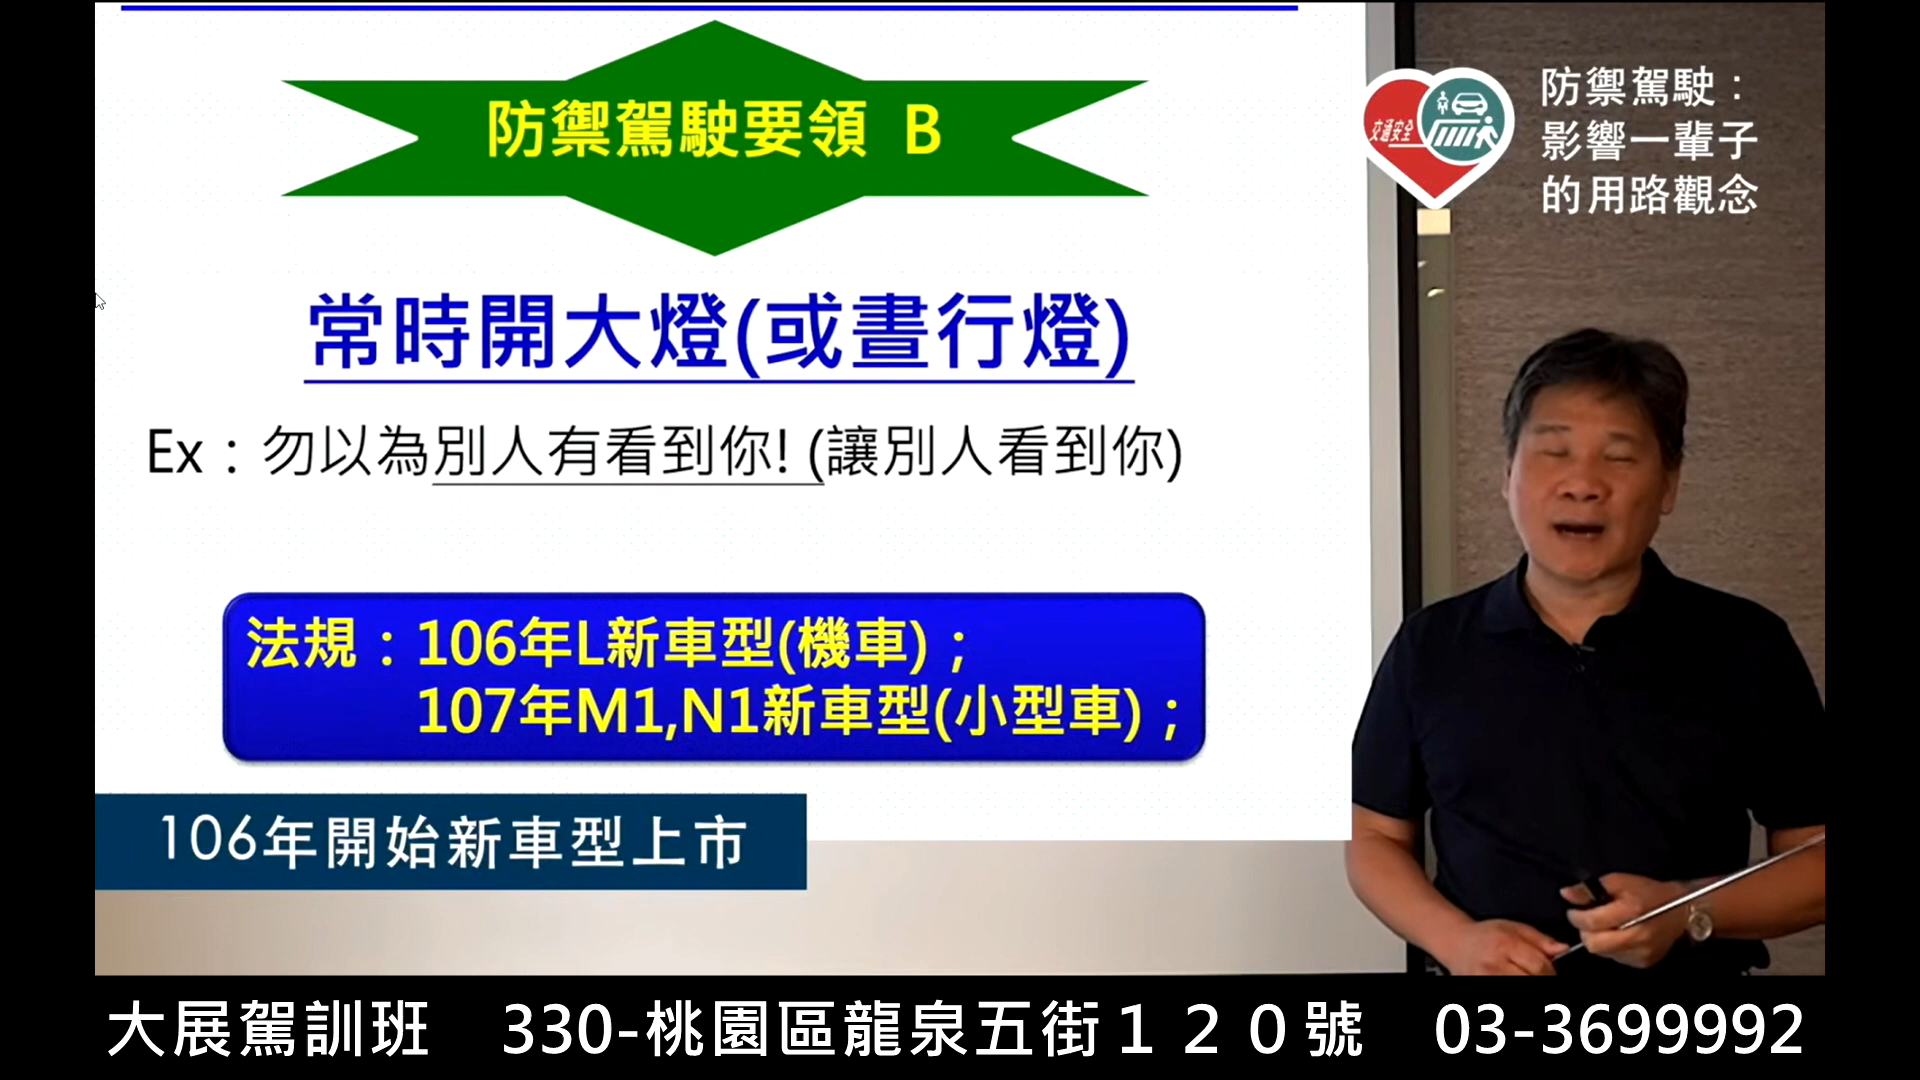 防禦駕駛要領 B
交通安全
防禦駕駛：
影響一輩子
的用路觀念
常時開大燈(或晝行燈)
Ex：勿以為別人有看到你! (讓別人看到你)
法規：106年L新車型(機車)；
107年M1,N1新車型(小型車)；
106年開始新車型上市
大展駕訓班 330-桃園區龍泉五街１２０號 03-3699992